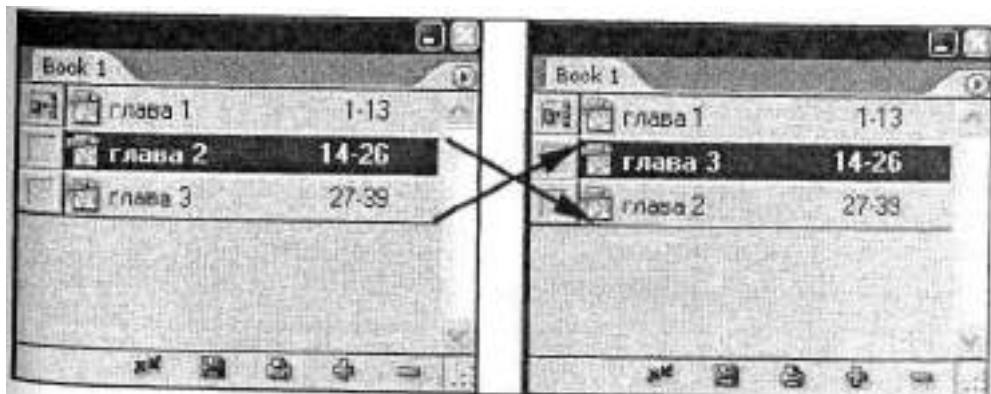 Book 1
глава 1 1-13
глава 2 14-26
глава 3 27-39
Book 1
глава 1 1-13
глава 3 14-26
глава 2 27-39